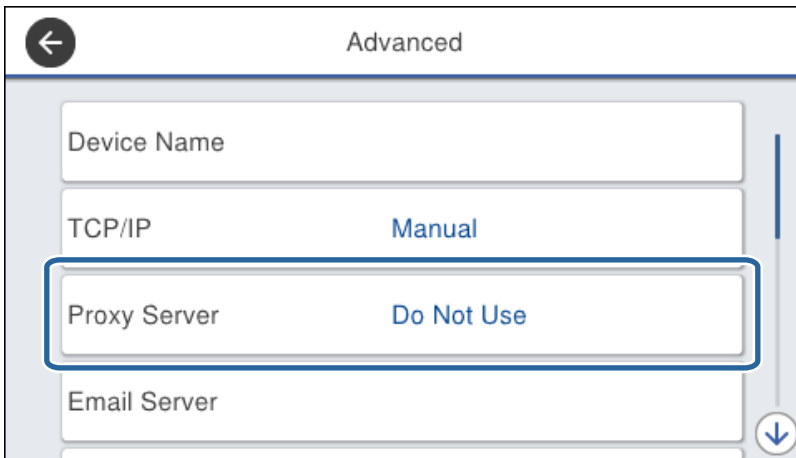 Advanced
Device Name
TCP/IP Manual
Proxy Server Do Not Use
Email Server